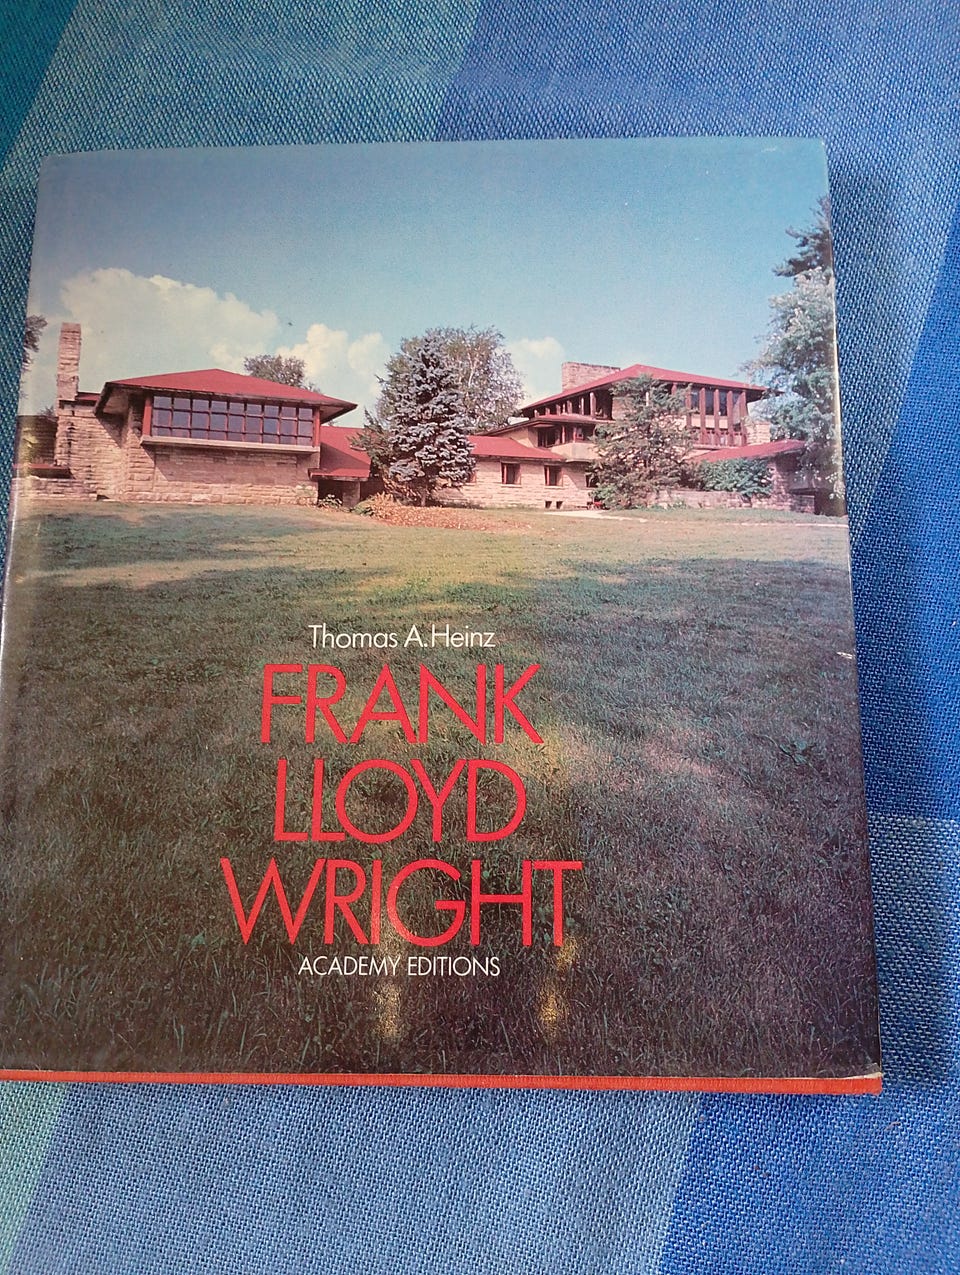 Thomas A. Heinz
FRANK
LLOYD
WRIGHT
ACADEMY EDITIONS